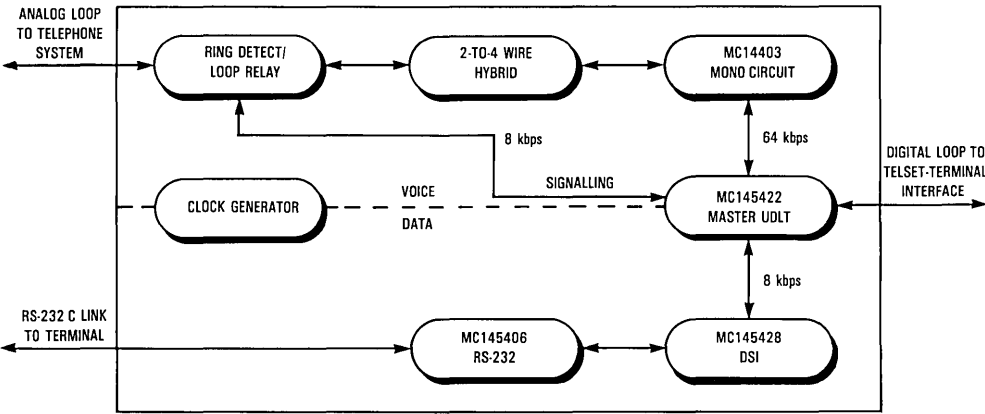 ANALOG LOOP
TO TELEPHONE
SYSTEM
RING DETECT/
LOOP RELAY
2-TO-4 WIRE
HYBRID
MC14403
MONO CIRCUIT
8 kbps
64 kbps
SIGNALLING
DIGITAL LOOP TO
TELSET-TERMINAL
INTERFACE
CLOCK GENERATOR
VOICE
DATA
MC145422
MASTER UDLT
8 kbps
RS-232 C LINK
TO TERMINAL
MC145406
RS-232
MC145428
DSI